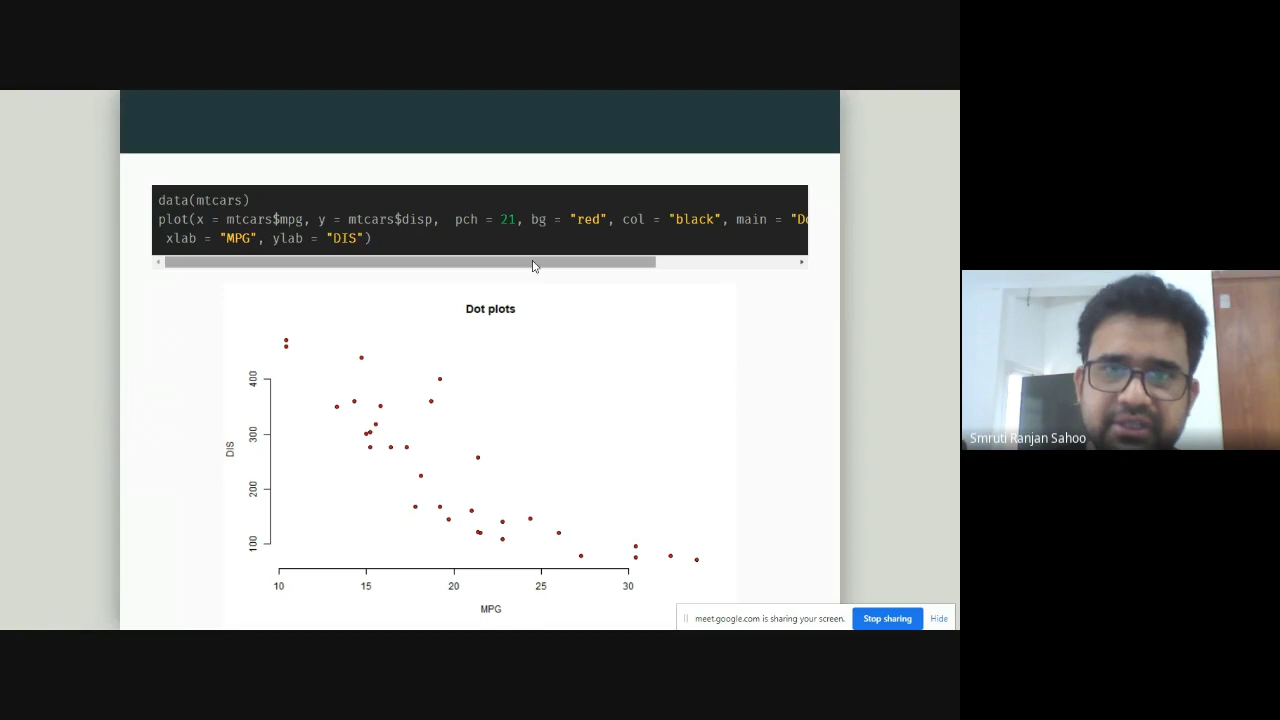 data(mtcars)
plot(x = mtcars$mpg, y = mtcars$disp,  pch = 21, bg = "red", col = "black", main = "Do
xlab = "MPG", ylab = "DIS")
Dot plots
400
300
200
100
DIS
10 15 20 25 30
MPG
Smruti Ranjan Sahoo
meet.google.com is sharing your screen. Stop sharing Hide